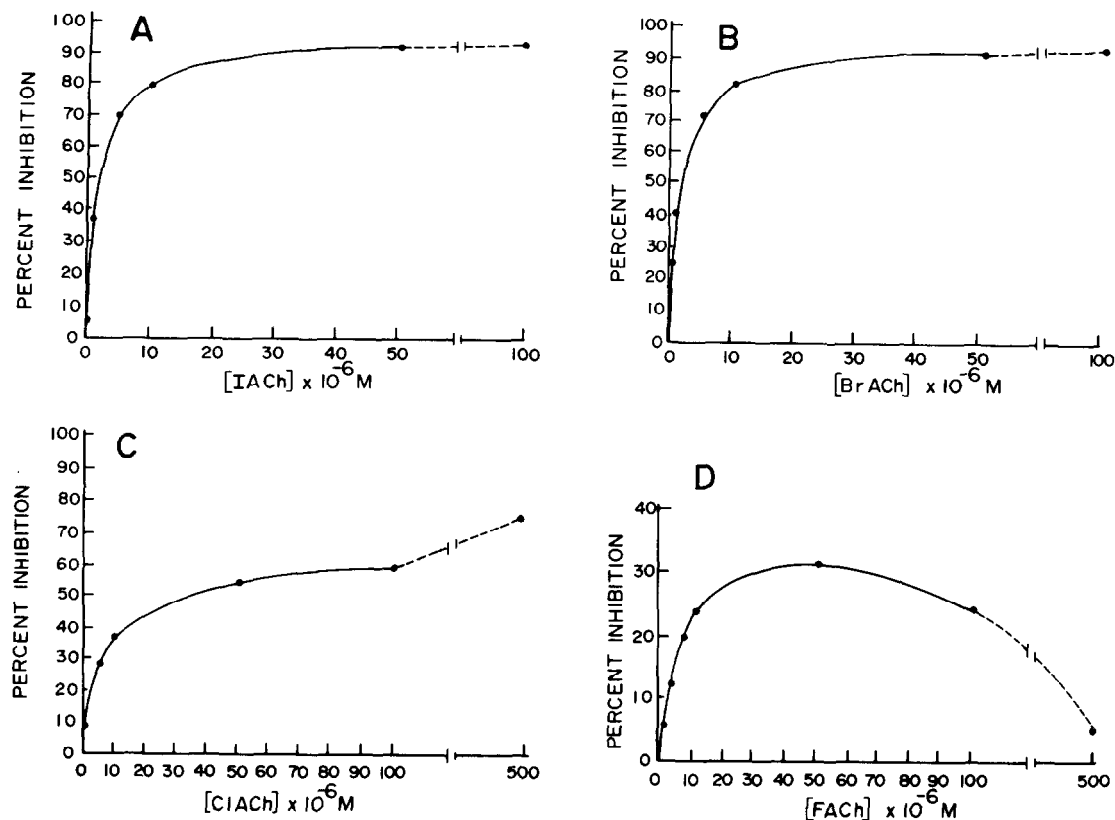 A
PERCENT INHIBITION
100
90
80
70
60
50
40
30
20
10
0
0 10 20 30 40 50 100
[IACh] x 10⁻⁶ M
B
PERCENT INHIBITION
100
90
80
70
60
50
40
30
20
10
0
0 10 20 30 40 50 100
[BrACh] x 10⁻⁶ M
C
PERCENT INHIBITION
100
90
80
70
60
50
40
30
20
10
0
0 10 20 30 40 50 60 70 80 90 100 500
[ClACh] x 10⁻⁶ M
D
PERCENT INHIBITION
40
30
20
10
0
0 10 20 30 40 50 60 70 80 90 100 500
[FACh] x 10⁻⁶ M